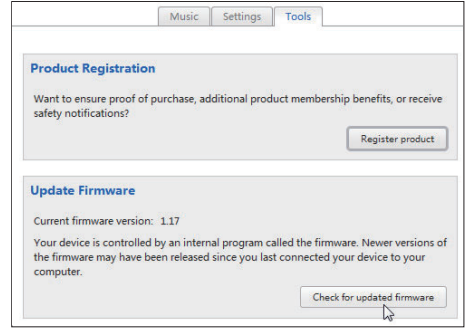 Music Settings Tools
Product Registration
Want to ensure proof of purchase, additional product membership benefits, or receive
safety notifications?
Register product
Update Firmware
Current firmware version: 1.17
Your device is controlled by an internal program called the firmware. Newer versions of
the firmware may have been released since you last connected your device to your
computer.
Check for updated firmware